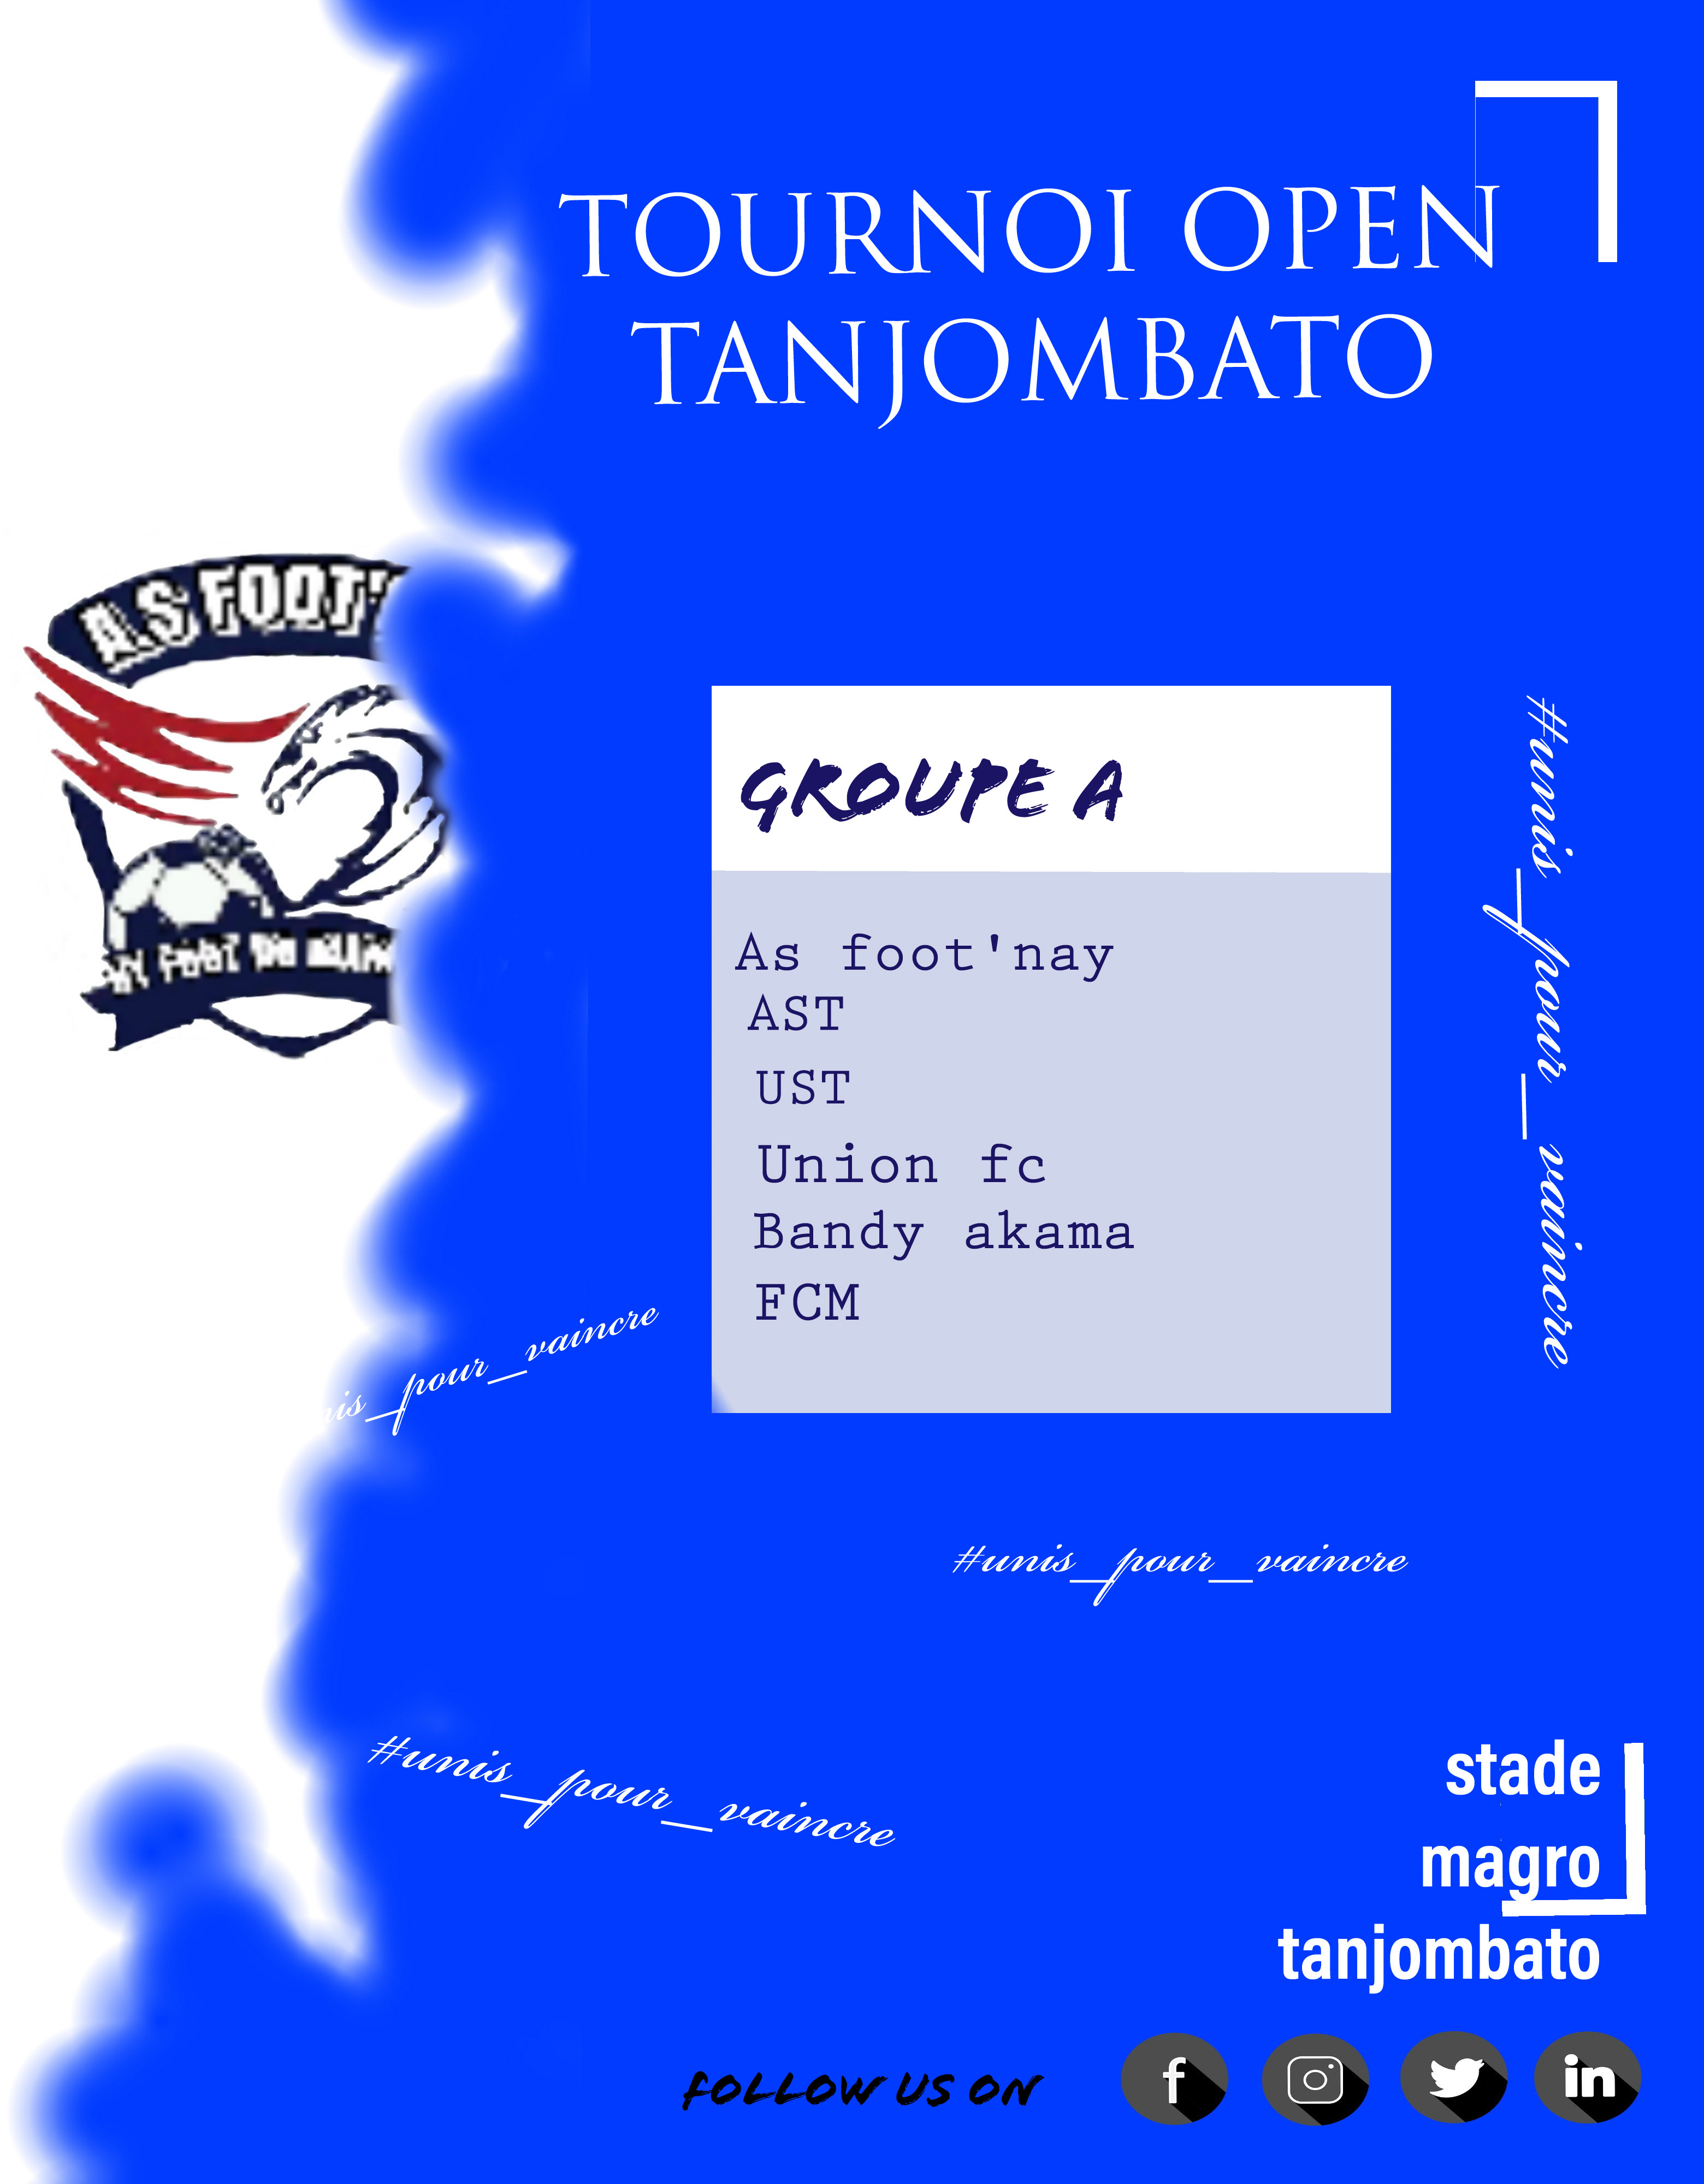 TOURNOI OPEN
TANJOMBATO
AS FOOT'
GROUPE A
As foot'nay
AST
UST
Union fc
Bandy akama
FCM
#unis_pour_vaincre
nis_pour_vaincre
#unis_pour_vaincre
#unis_pour_vaincre
stade
magro
tanjombato
FOLLOW US ON
f
in